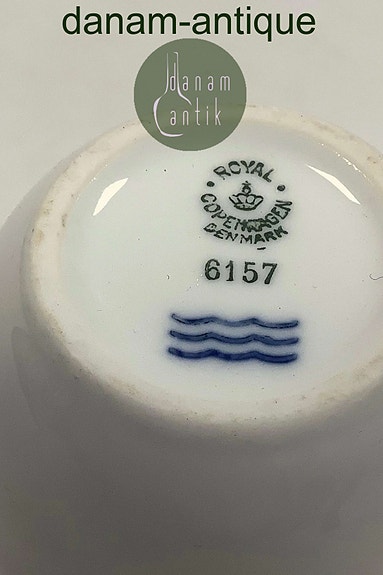 danam-antique
danam
antik
ROYAL
COPENHAGEN
DENMARK
6157